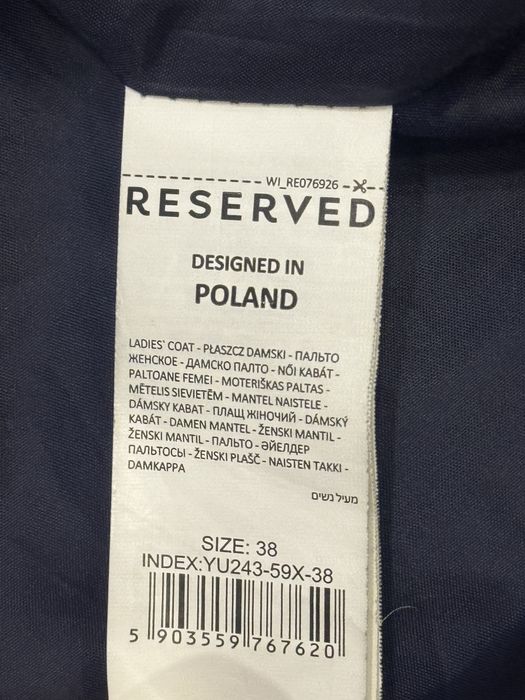 WI_RE076926
RESERVED
DESIGNED IN
POLAND
LADIES` COAT - PŁASZCZ DAMSKI - ПАЛЬТО
ЖЕНСКОЕ - ДАМСКО ПАЛТО - NŐI KABÁT -
PALTOANE FEMEI - MOTERIŠKAS PALTAS -
MĒTELIS SIEVIETĒM - MANTEL NAISTELE -
DÁMSKY KABAT - ПЛАЩ ЖІНОЧИЙ - DÁMSKÝ
KABÁT - DAMEN MANTEL - ŽENSKI MANTIL -
ŽENSKI MANTIL - ПАЛЬТО - ӘЙЕЛДЕР
ПАЛЬТОСЫ - ŽENSKI PLAŠČ - NAISTEN TAKKI -
DAMKAPPA
מעיל נשים
SIZE: 38
INDEX:YU243-59X-38
5 903559 767620